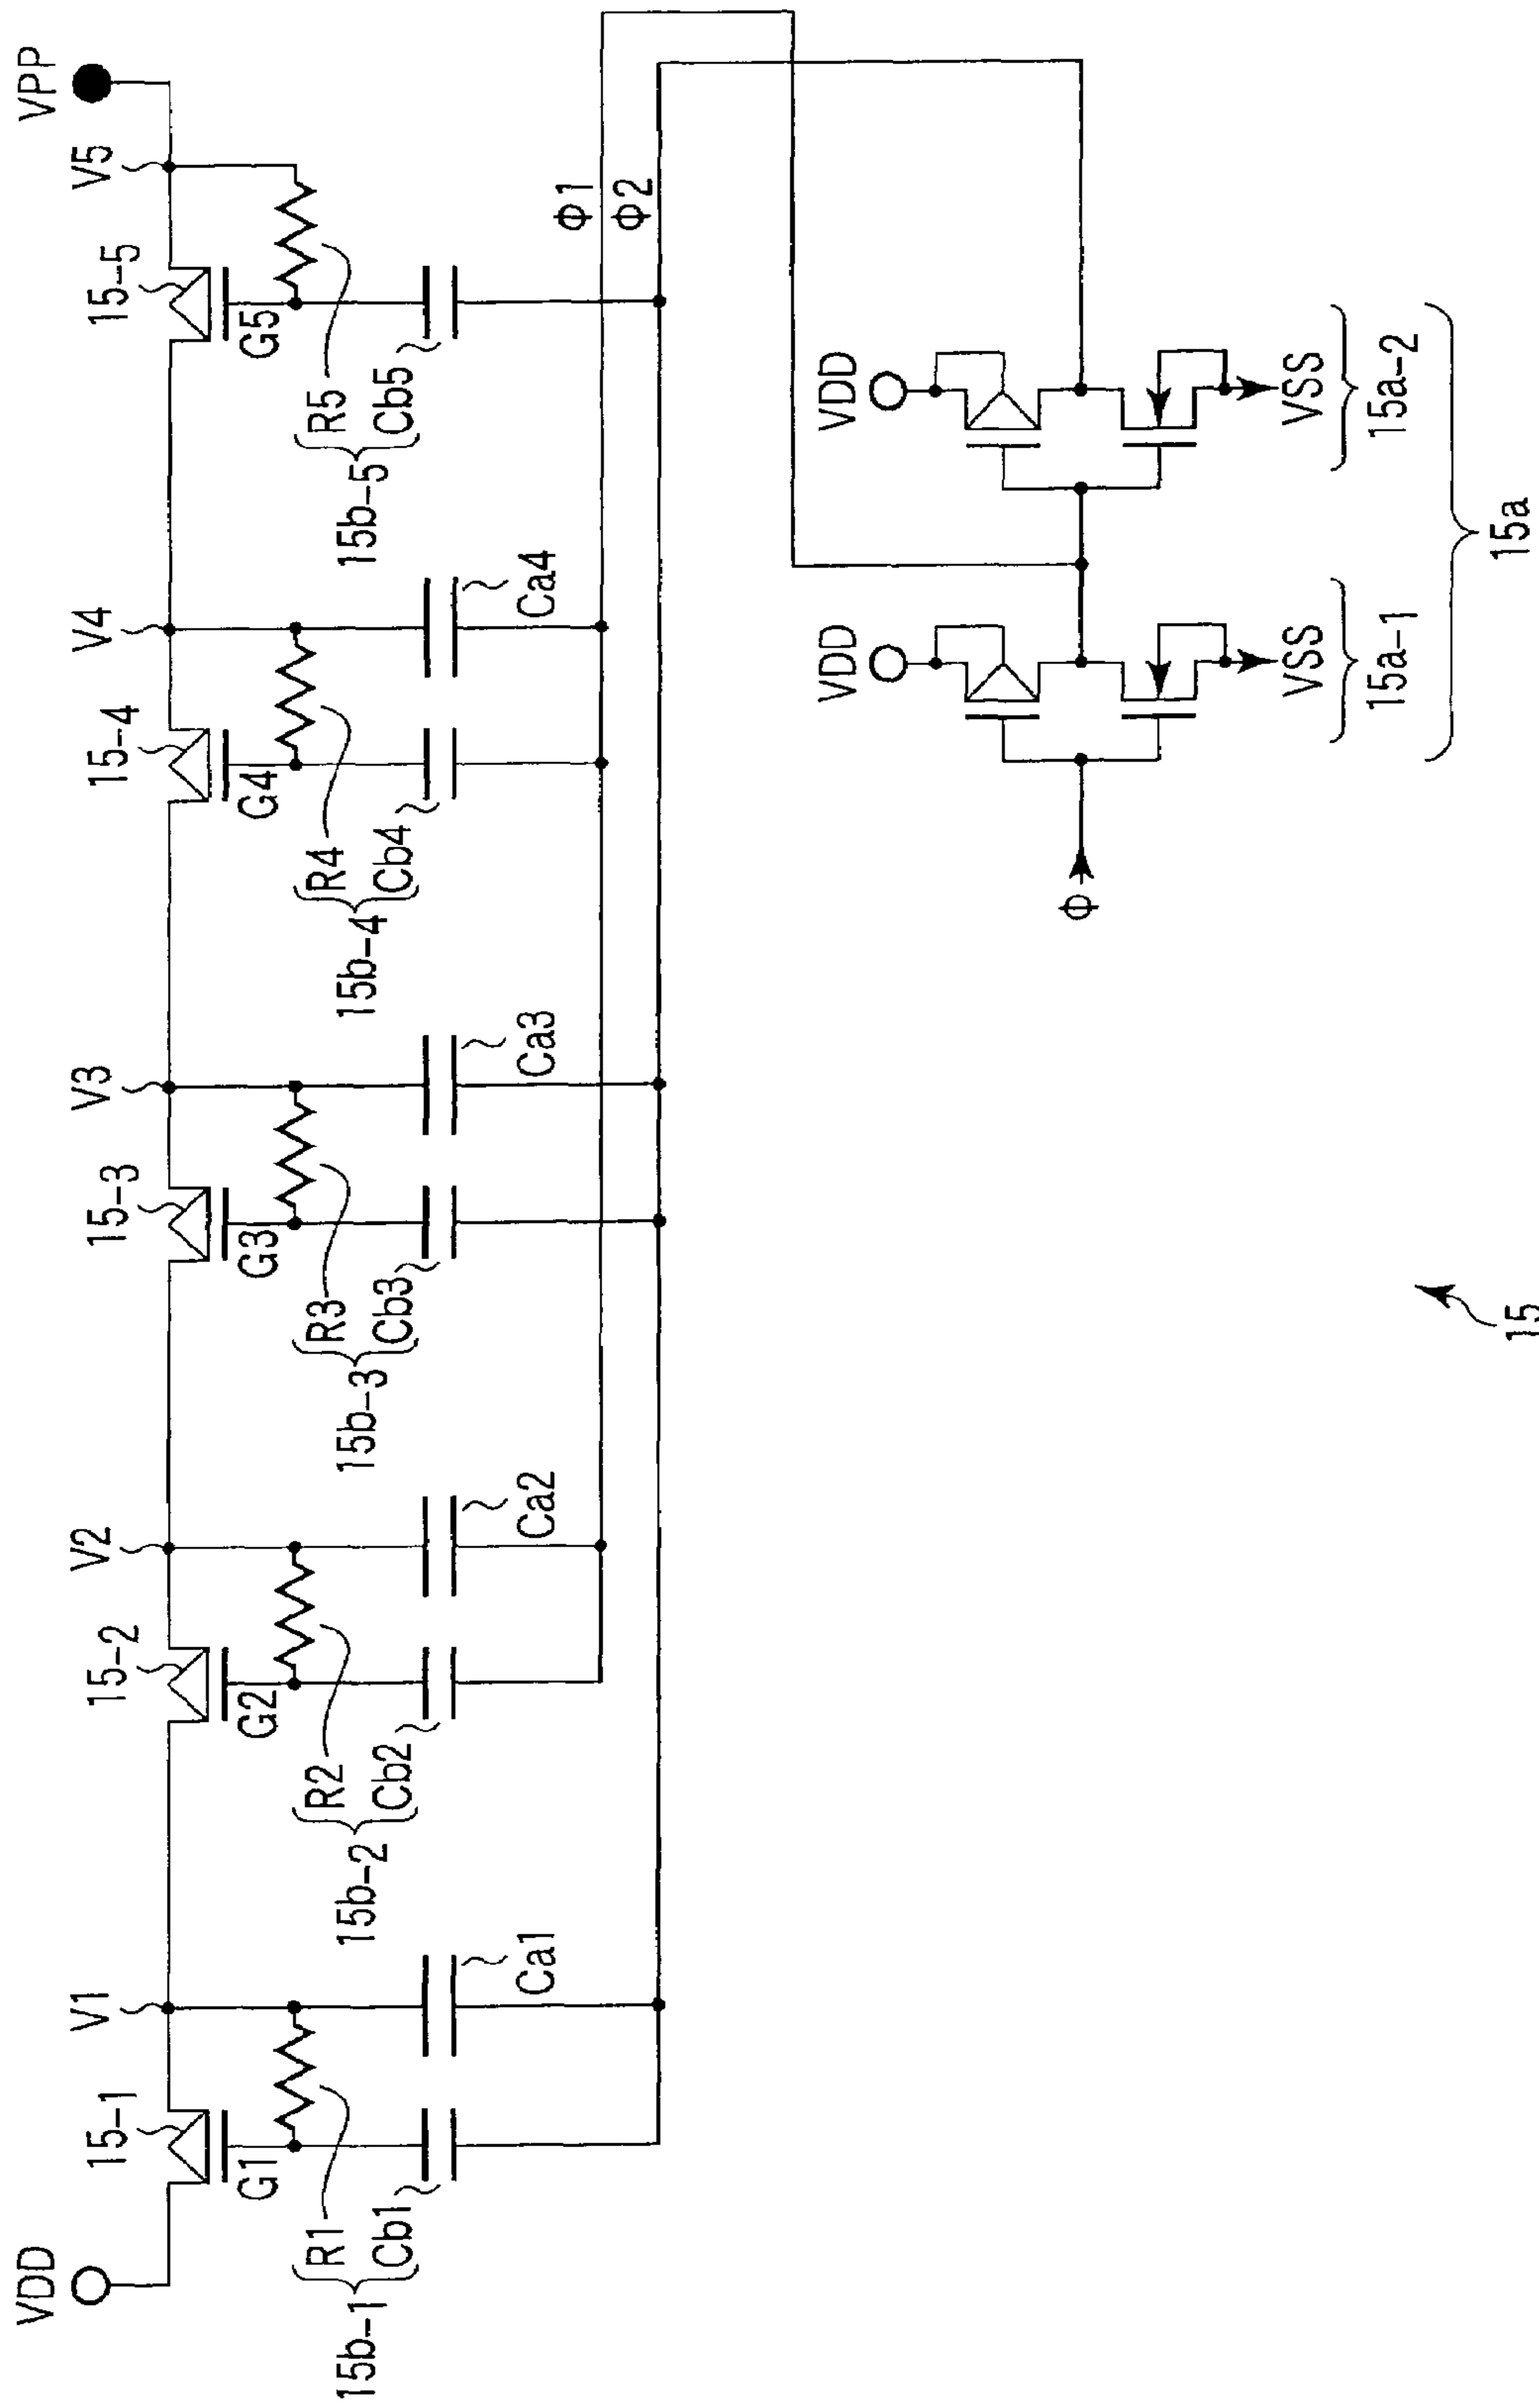 VDD
15-1
V1
15-2
V2
15-3
V3
15-4
V4
15-5
V5
VPP
G1
G2
G3
G4
G5
R1
Cb1
15b-1
Ca1
R2
Cb2
15b-2
Ca2
R3
Cb3
15b-3
Ca3
R4
Cb4
15b-4
Ca4
R5
Cb5
15b-5
Φ1
Φ2
Φ
VDD
VSS
15a-1
VDD
VSS
15a-2
15a
15